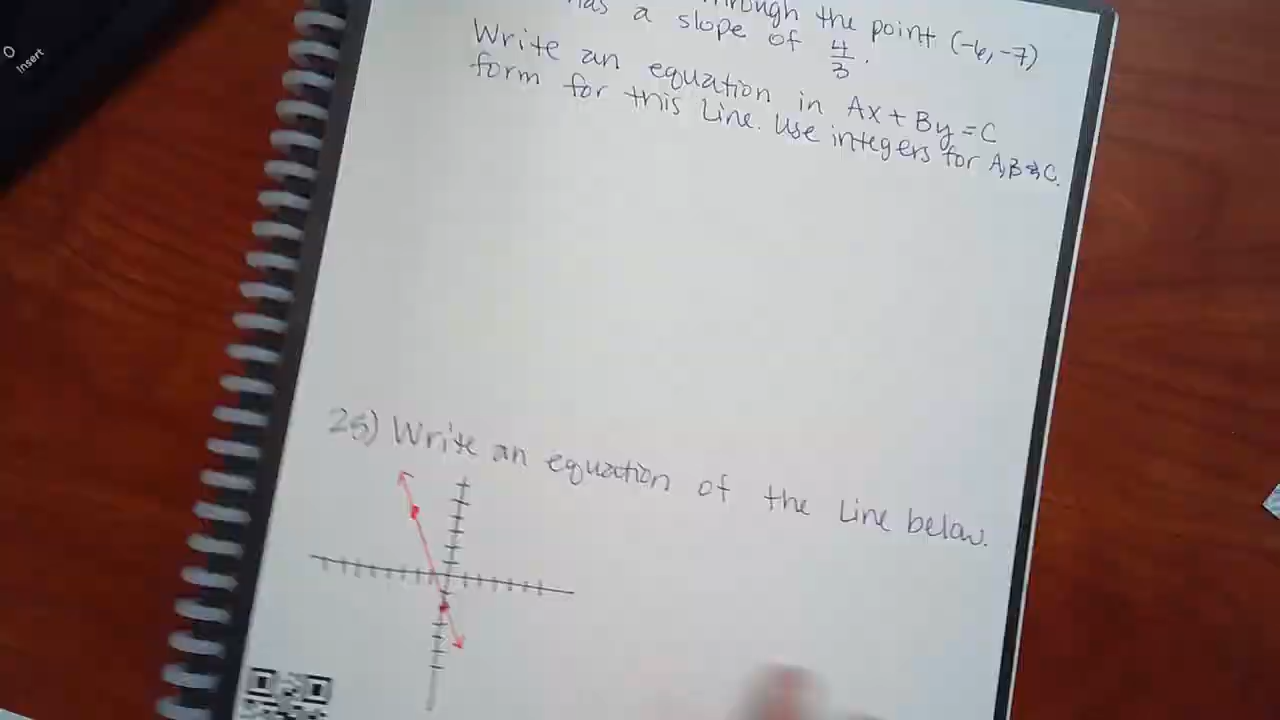 Insert
through the point (-6, -7)
has a slope of 4/3.
Write an equation in Ax + By = C
form for this line. Use integers for A, B & C.
25) Write an equation of the line below.